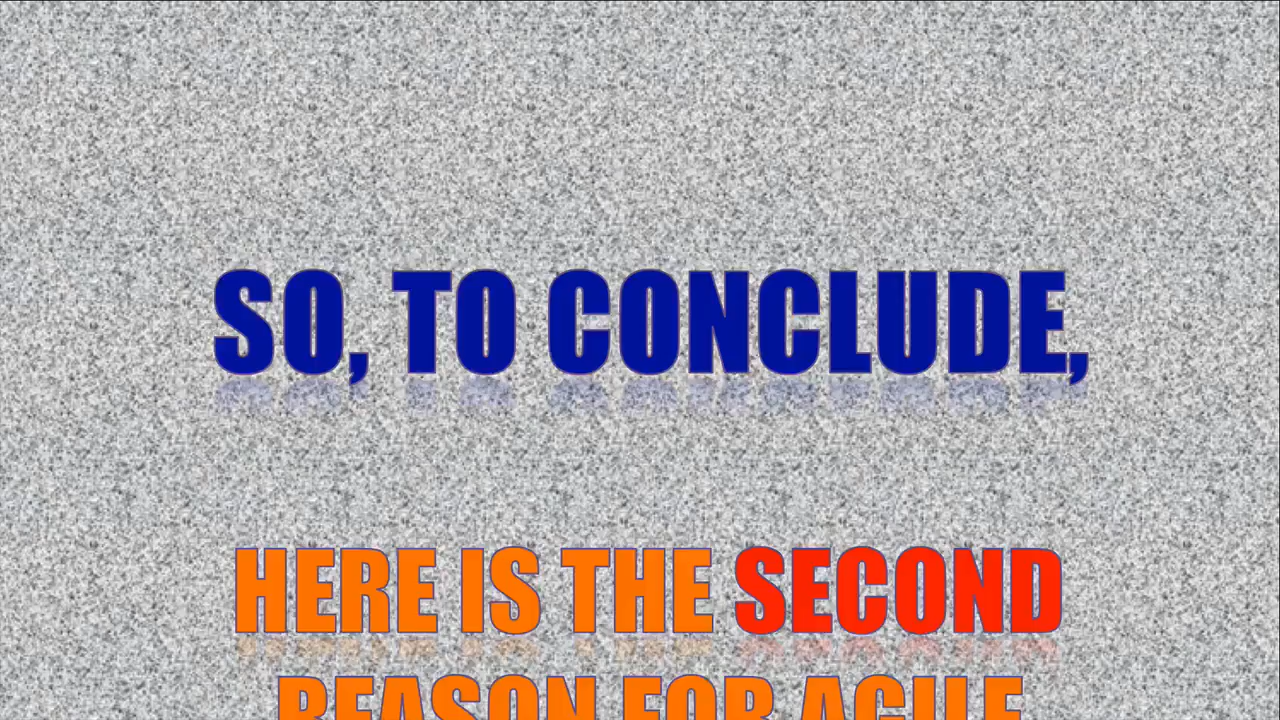 SO, TO CONCLUDE,
HERE IS THE SECOND
REASON FOR AGILE